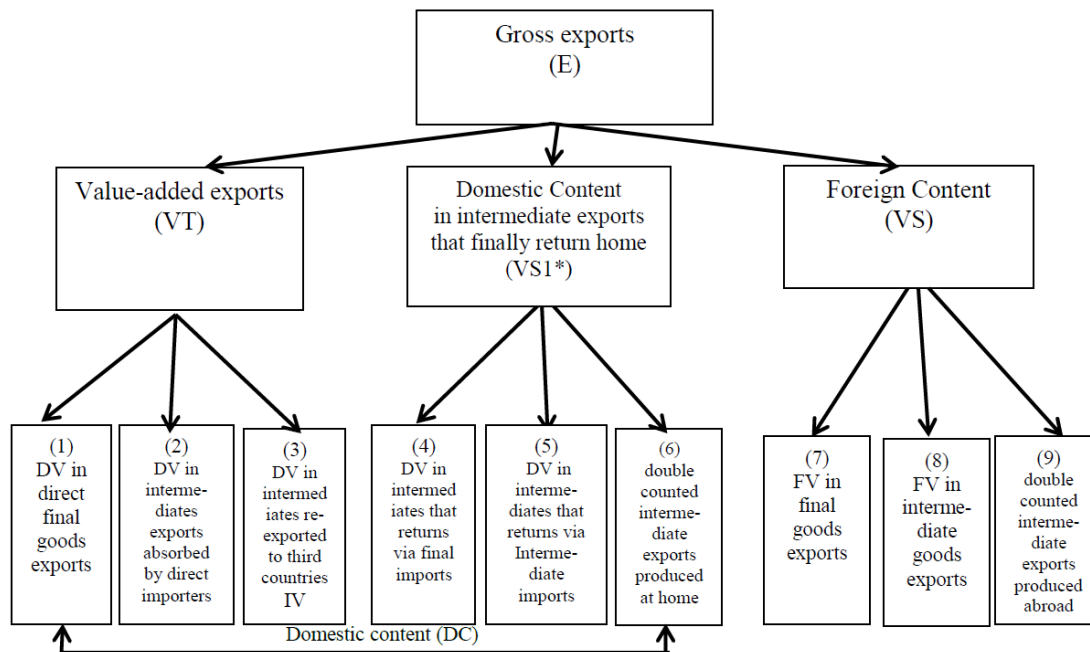 Gross exports
(E)
Value-added exports
(VT)
Domestic Content
in intermediate exports
that finally return home
(VS1*)
Foreign Content
(VS)
(1)
DV in
direct
final
goods
exports
(2)
DV in
interme-
diates
exports
absorbed
by direct
importers
(3)
DV in
intermed
iates re-
exported
to third
countries
IV
(4)
DV in
intermed
iates that
returns
via final
imports
(5)
DV in
interme-
diates that
returns via
Interme-
diate
imports
(6)
double
counted
interme-
diate
exports
produced
at home
(7)
FV in
final
goods
exports
(8)
FV in
interme-
diate
goods
exports
(9)
double
counted
interme-
diate
exports
produced
abroad
Domestic content (DC)